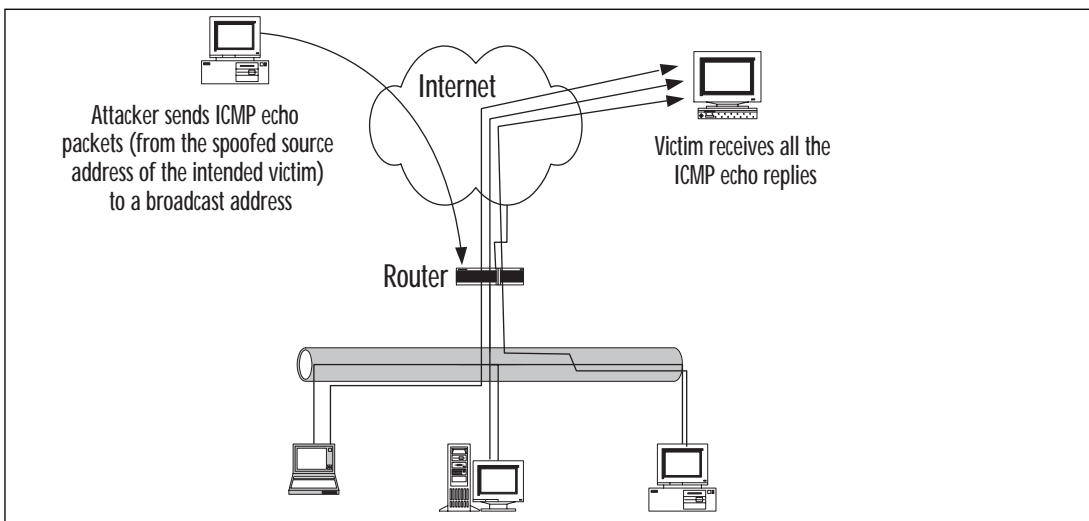 Internet
Attacker sends ICMP echo
packets (from the spoofed source
address of the intended victim)
to a broadcast address
Victim receives all the
ICMP echo replies
Router